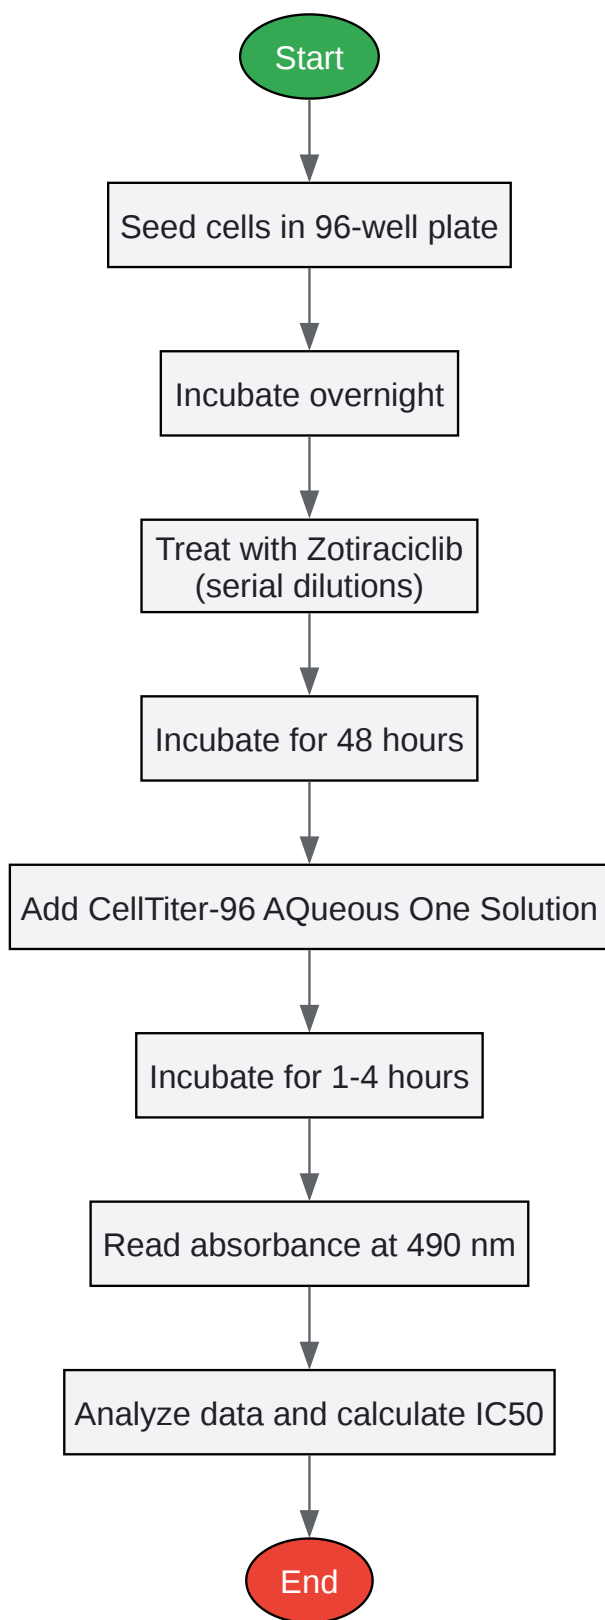 Start
Seed cells in 96-well plate
Incubate overnight
Treat with Zotiraciclib
(serial dilutions)
Incubate for 48 hours
Add CellTiter-96 AQueous One Solution
Incubate for 1-4 hours
Read absorbance at 490 nm
Analyze data and calculate IC50
End